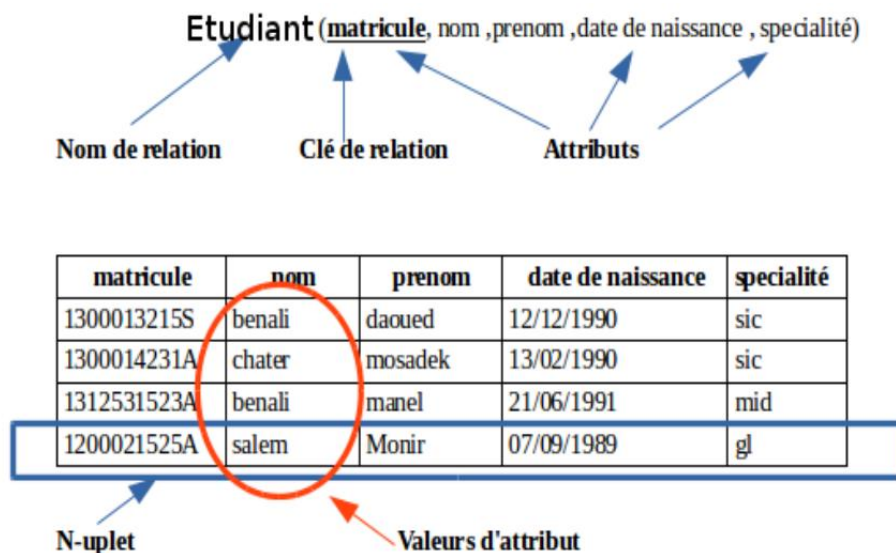 Etudiant (matricule, nom ,prenom ,date de naissance , specialité)
Nom de relation Clé de relation Attributs
matricule nom prenom date de naissance specialité
1300013215S benali daoued 12/12/1990 sic
1300014231A chater mosadek 13/02/1990 sic
1312531523A benali manel 21/06/1991 mid
1200021525A salem Monir 07/09/1989 gl
N-uplet Valeurs d'attribut